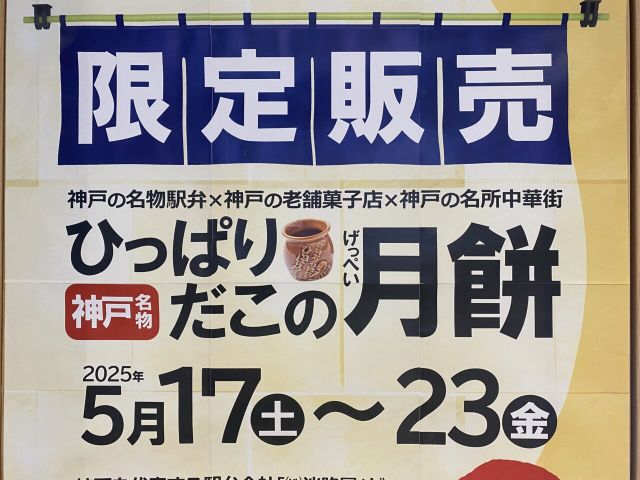 限定販売
神戸の名物駅弁×神戸の老舗菓子店×神戸の名所中華街
ひっぱり
神戸名物
だこの
げっぺい
月餅
2025年
5月17土〜23金